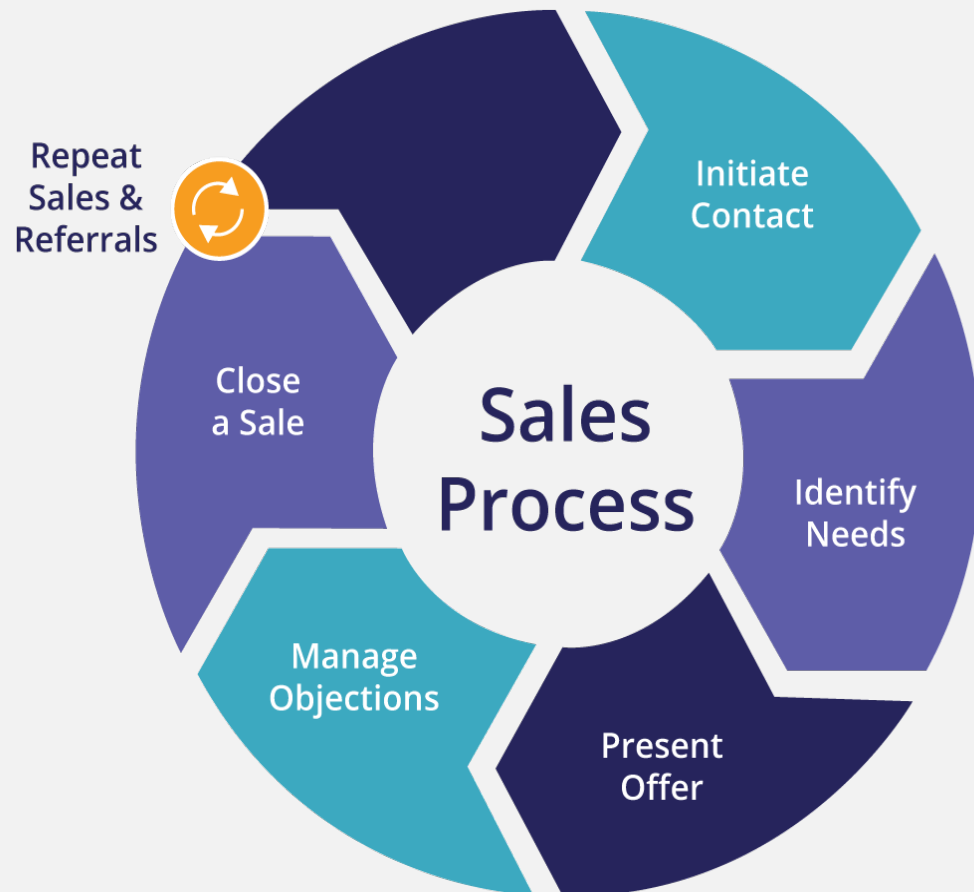 Repeat
Sales &
Referrals
Initiate
Contact
Identify
Needs
Present
Offer
Manage
Objections
Close
a Sale
Sales
Process